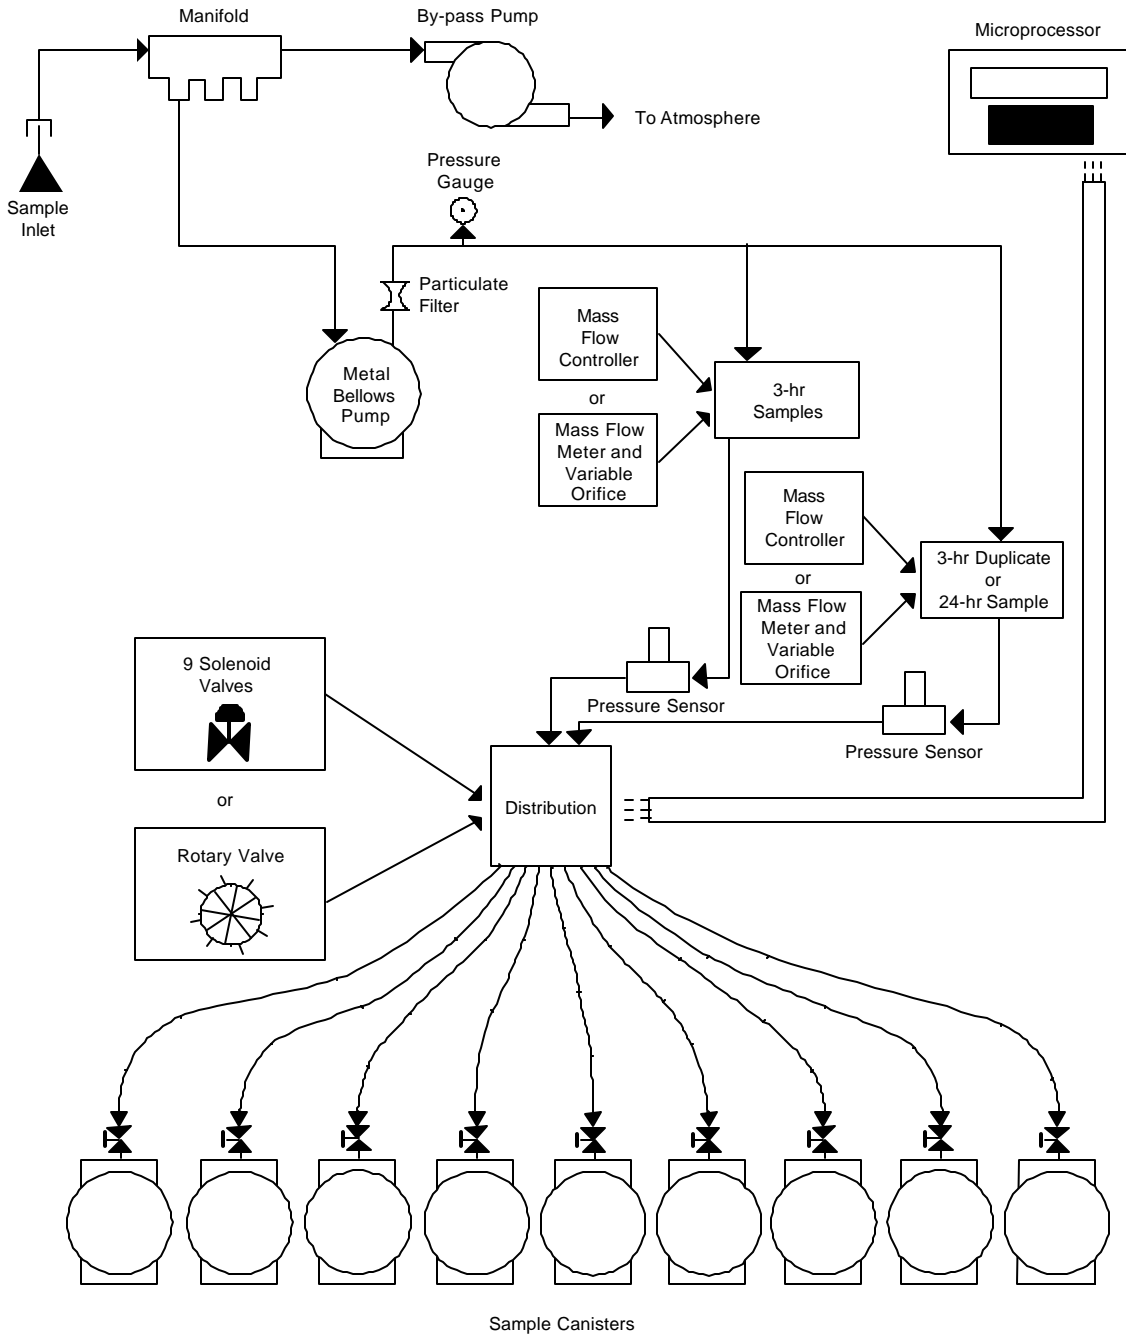 Manifold
By-pass Pump
Microprocessor
To Atmosphere
Sample
Inlet
Pressure
Gauge
Particulate
Filter
Metal
Bellows
Pump
Mass
Flow
Controller
or
Mass Flow
Meter and
Variable
Orifice
3-hr
Samples
Mass
Flow
Controller
or
Mass Flow
Meter and
Variable
Orifice
3-hr Duplicate
or
24-hr Sample
Pressure Sensor
Pressure Sensor
9 Solenoid
Valves
or
Rotary Valve
Distribution
Sample Canisters